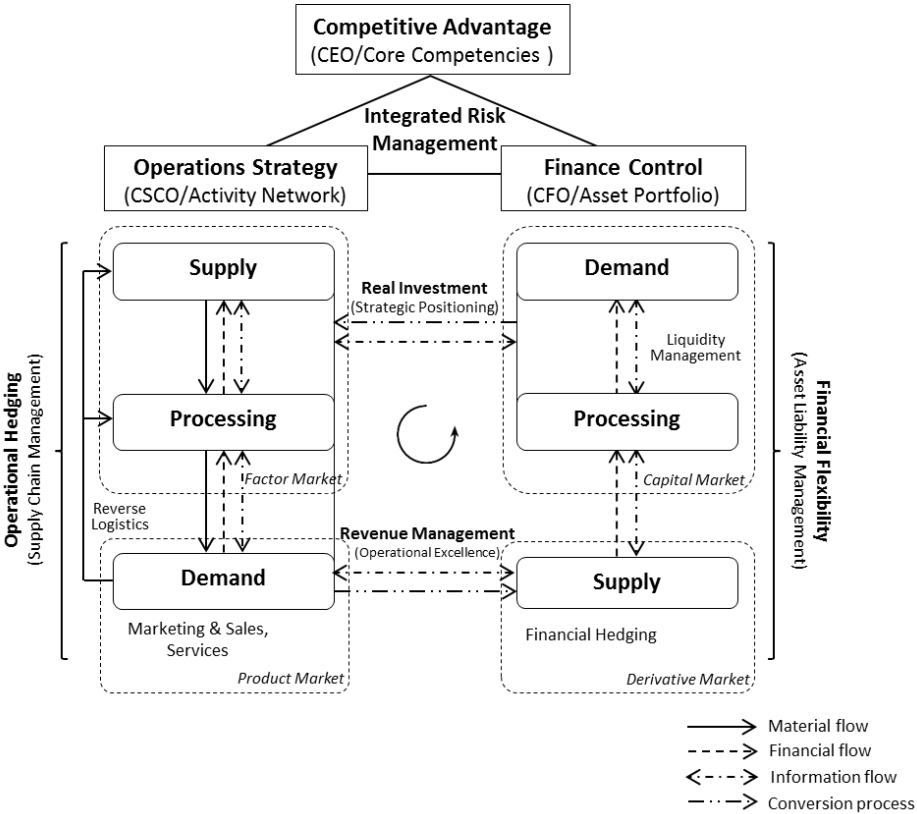 Competitive Advantage
(CEO/Core Competencies )
Integrated Risk
Management
Operations Strategy
(CSCO/Activity Network)
Finance Control
(CFO/Asset Portfolio)
Operational Hedging
(Supply Chain Management)
Supply
Processing
Factor Market
Reverse
Logistics
Demand
Marketing & Sales,
Services
Product Market
Real Investment
(Strategic Positioning)
Revenue Management
(Operational Excellence)
Demand
Liquidity
Management
Processing
Capital Market
Supply
Financial Hedging
Derivative Market
Financial Flexibility
(Asset Liability Management)
Material flow
Financial flow
Information flow
Conversion process